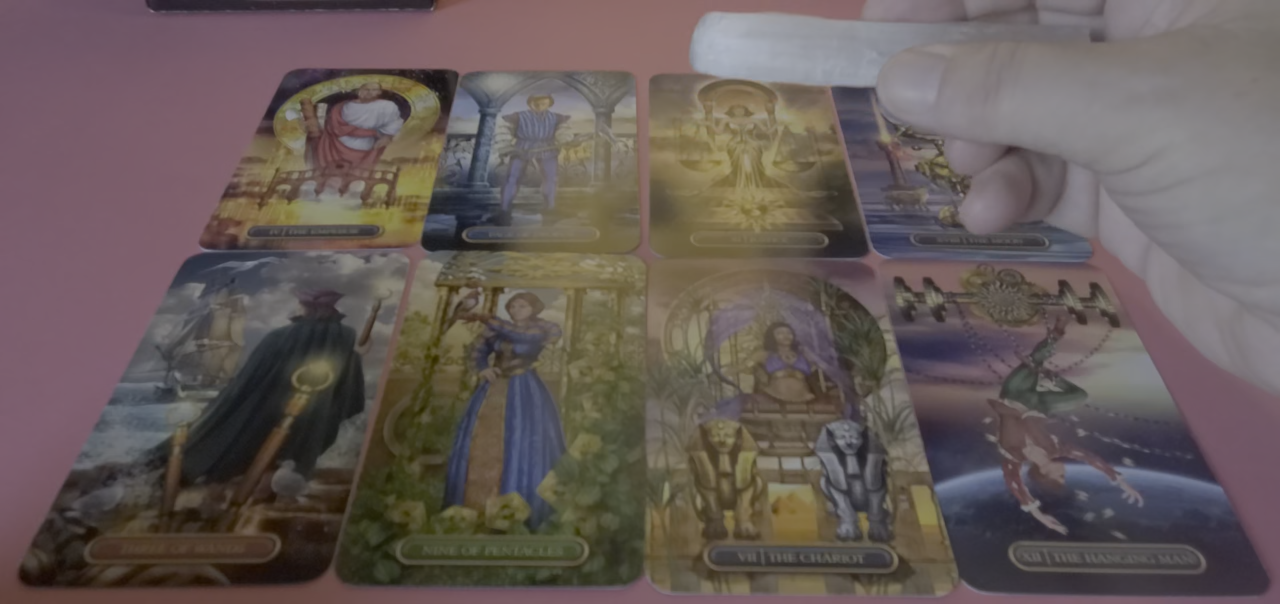 IV | THE EMPEROR
XVIII | THE MOON
THREE OF WANDS
NINE OF PENTACLES
VII | THE CHARIOT
XII | THE HANGING MAN